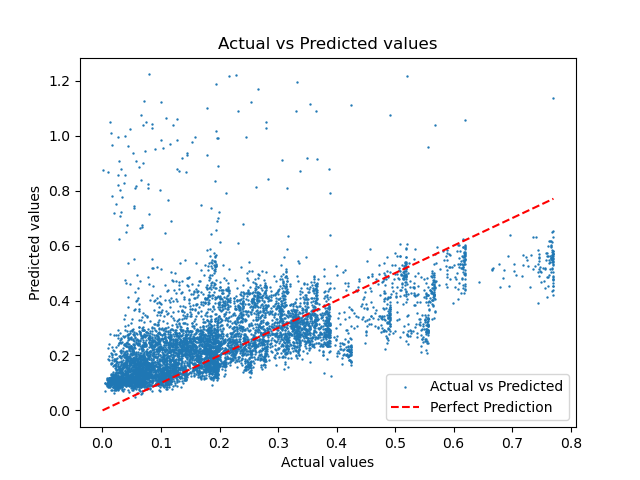 Actual vs Predicted values
1.2
1.0
0.8
0.6
0.4
0.2
0.0
Predicted values
Actual vs Predicted
Perfect Prediction
0.0 0.1 0.2 0.3 0.4 0.5 0.6 0.7 0.8
Actual values